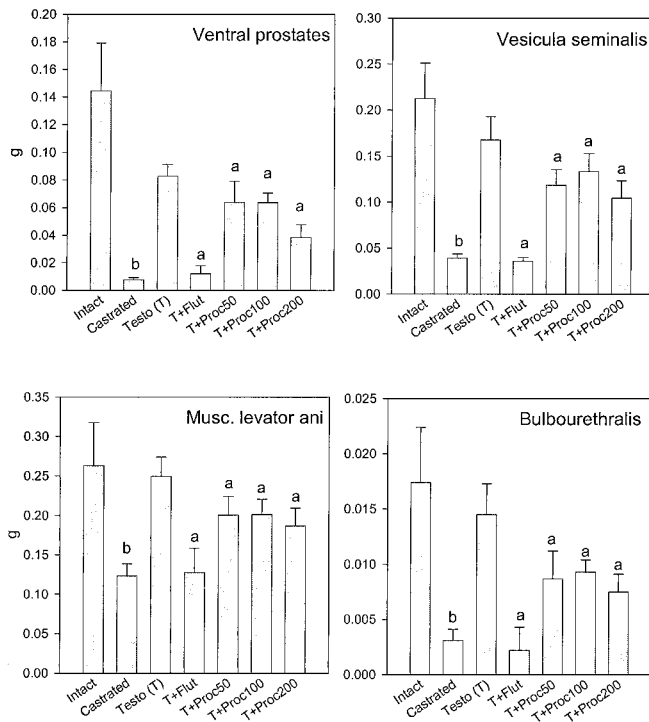 Ventral prostates
g
0.20
0.18
0.16
0.14
0.12
0.10
0.08
0.06
0.04
0.02
0.00
b
a
a
a
a
Intact
Castrated
Testo (T)
T+Flut
T+Proc50
T+Proc100
T+Proc200
Vesicula seminalis
0.30
0.25
0.20
0.15
0.10
0.05
0.00
b
a
a
a
a
Intact
Castrated
Testo (T)
T+Flut
T+Proc50
T+Proc100
T+Proc200
Musc. levator ani
g
0.35
0.30
0.25
0.20
0.15
0.10
0.05
0.00
b
a
a
a
a
Intact
Castrated
Testo (T)
T+Flut
T+Proc50
T+Proc100
T+Proc200
Bulbourethralis
0.025
0.020
0.015
0.010
0.005
0.000
b
a
a
a
a
Intact
Castrated
Testo (T)
T+Flut
T+Proc50
T+Proc100
T+Proc200